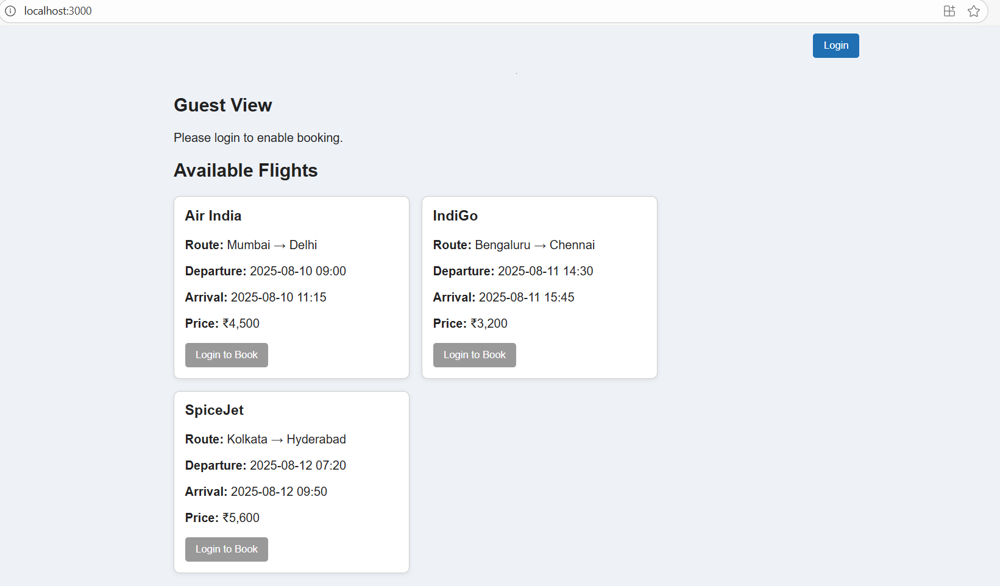 localhost:3000
Login
Guest View
Please login to enable booking.
Available Flights
Air India
Route: Mumbai → Delhi
Departure: 2025-08-10 09:00
Arrival: 2025-08-10 11:15
Price: ₹4,500
Login to Book
IndiGo
Route: Bengaluru → Chennai
Departure: 2025-08-11 14:30
Arrival: 2025-08-11 15:45
Price: ₹3,200
Login to Book
SpiceJet
Route: Kolkata → Hyderabad
Departure: 2025-08-12 07:20
Arrival: 2025-08-12 09:50
Price: ₹5,600
Login to Book